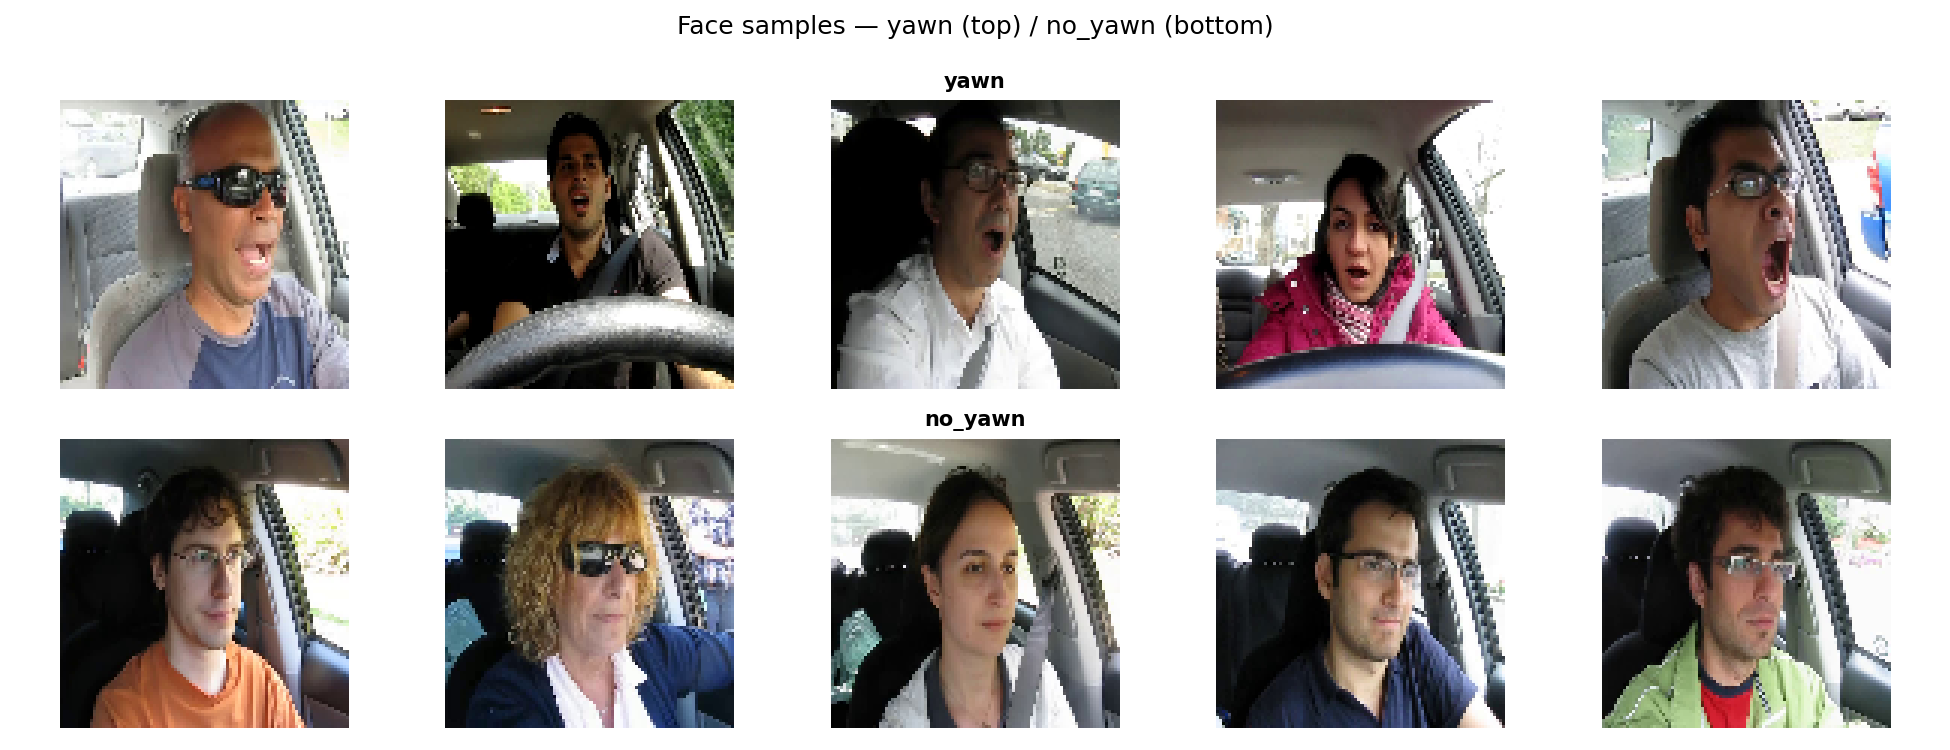 Face samples — yawn (top) / no_yawn (bottom)
yawn
no_yawn